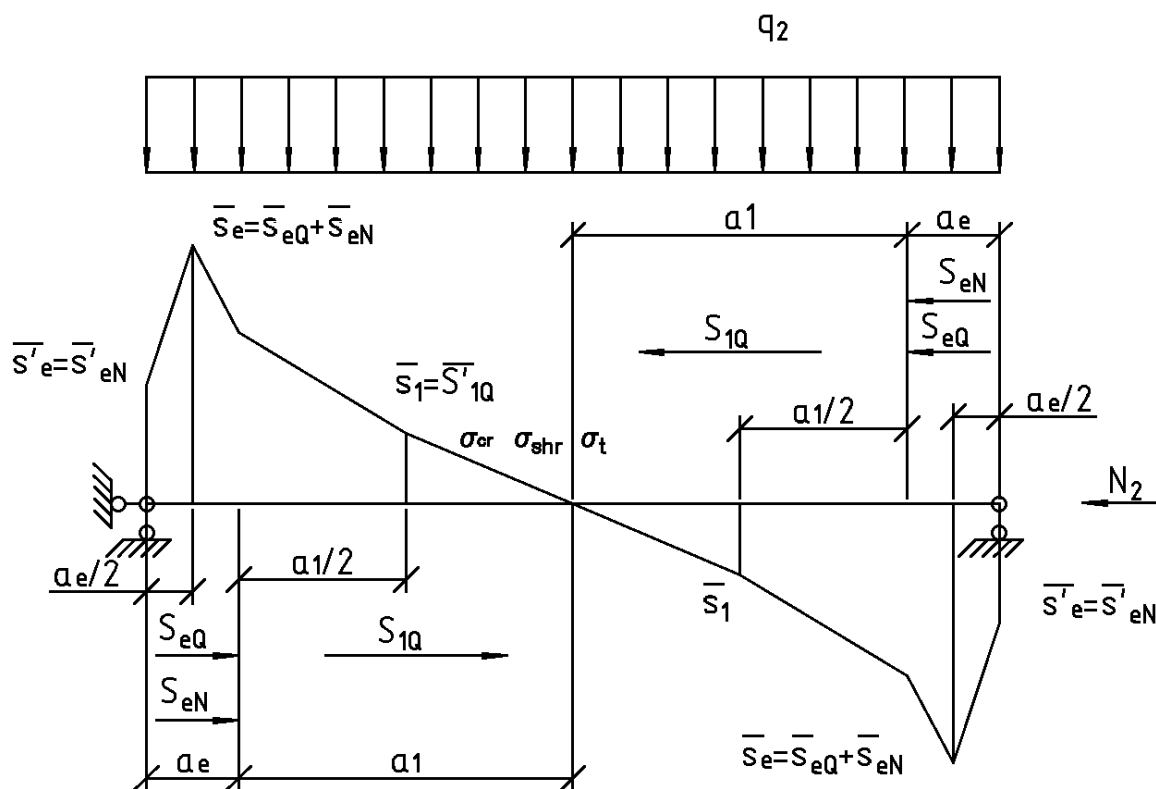 q₂
s̅ₑ=s̅ₑQ+s̅ₑN
a1
aₑ
SₑN
S₁Q
SₑQ
s̅'ₑ=s̅'ₑN
s̅₁=S̅'₁Q
aₑ/2
a1/2
σcr σshr σt
N₂
aₑ/2
a1/2
s̅₁
s̅'ₑ=s̅'ₑN
SₑQ
S₁Q
SₑN
s̅ₑ=s̅ₑQ+s̅ₑN
aₑ
a1